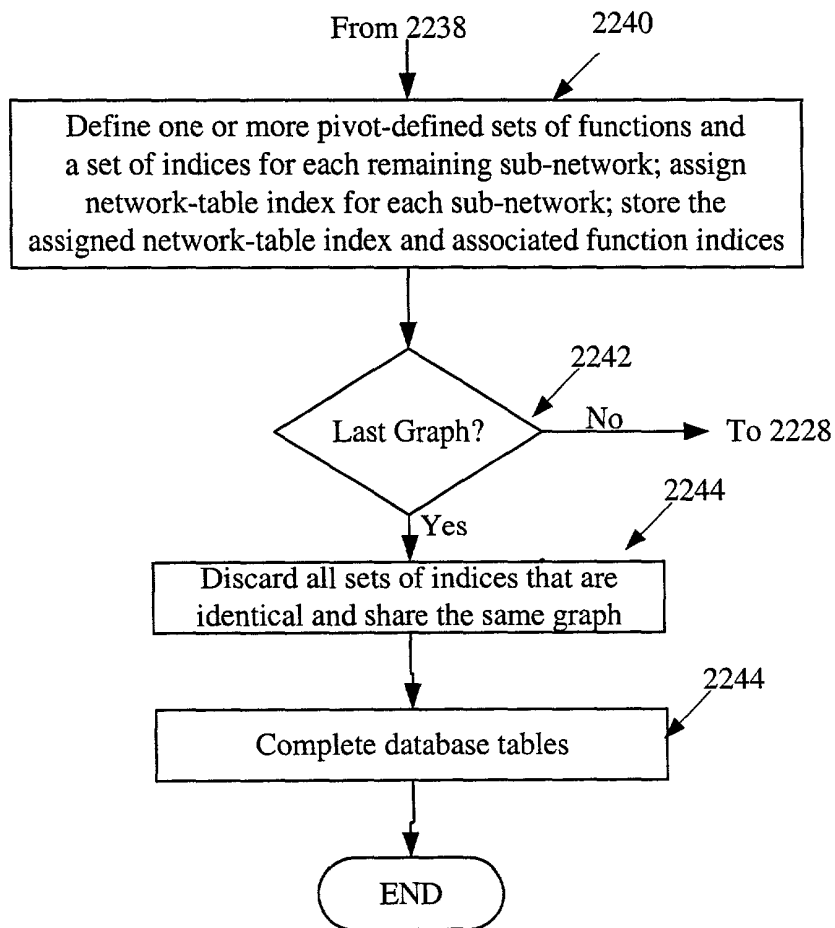 From 2238
2240
Define one or more pivot-defined sets of functions and
a set of indices for each remaining sub-network; assign
network-table index for each sub-network; store the
assigned network-table index and associated function indices
2242
Last Graph?
No
To 2228
Yes
2244
Discard all sets of indices that are
identical and share the same graph
2244
Complete database tables
END